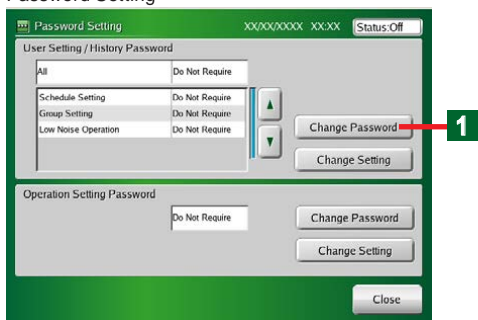 Password Setting
Password Setting XX/XX/XXXX XX:XX Status:Off
User Setting / History Password
All Do Not Require
Schedule Setting Do Not Require
Group Setting Do Not Require
Low Noise Operation Do Not Require
▲
▼
Change Password
1
Change Setting
Operation Setting Password
Do Not Require
Change Password
Change Setting
Close